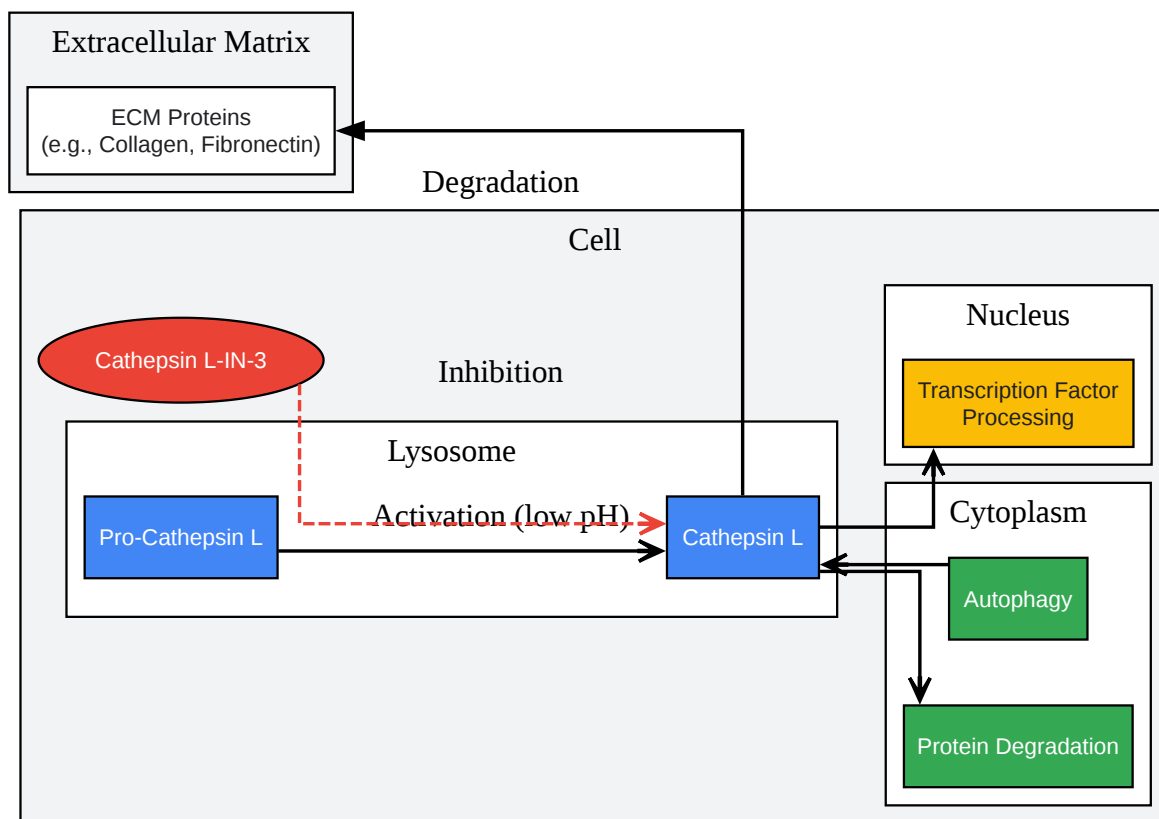 Extracellular Matrix
ECM Proteins
(e.g., Collagen, Fibronectin)
Degradation
Cell
Nucleus
Cathepsin L-IN-3
Inhibition
Transcription Factor
Processing
Lysosome
Activation (low pH)
Cytoplasm
Pro-Cathepsin L
Cathepsin L
Autophagy
Protein Degradation